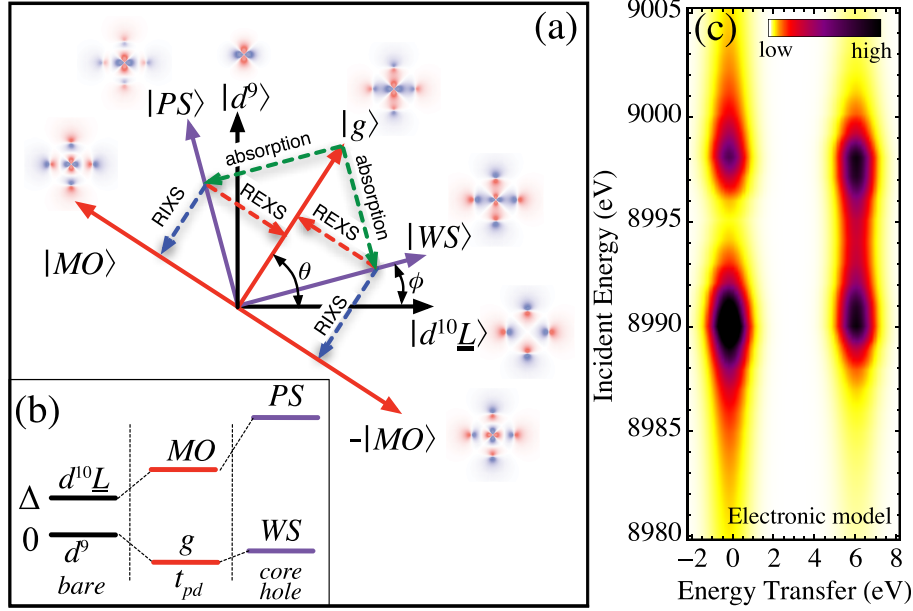 (a)
|PS⟩
|d⁹⟩
|g⟩
absorption
absorption
RIXS
REXS
REXS
RIXS
|MO⟩
|WS⟩
θ
ϕ
|d¹⁰L̲⟩
-|MO⟩
(b)
PS
MO
d¹⁰L̲
Δ
0
d⁹
g
WS
bare
t_pd
core
hole
(c)
low
high
9005
9000
8995
8990
8985
8980
Incident Energy (eV)
Electronic model
−2 0 2 4 6 8
Energy Transfer (eV)